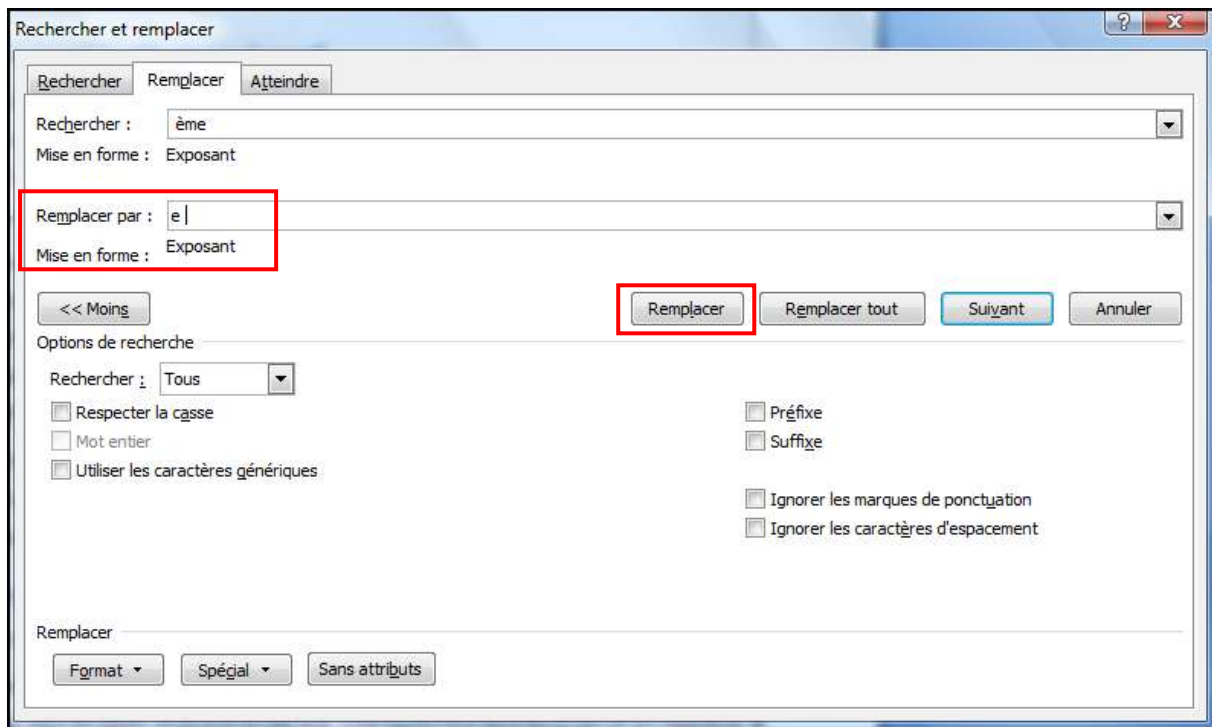 Rechercher et remplacer
Rechercher Remplacer Atteindre
Rechercher : ème
Mise en forme : Exposant
Remplacer par : e
Mise en forme : Exposant
<< Moins Remplacer Remplacer tout Suivant Annuler
Options de recherche
Rechercher : Tous
Respecter la casse Préfixe
Mot entier Suffixe
Utiliser les caractères génériques
Ignorer les marques de ponctuation
Ignorer les caractères d'espacement
Remplacer
Format Spécial Sans attributs